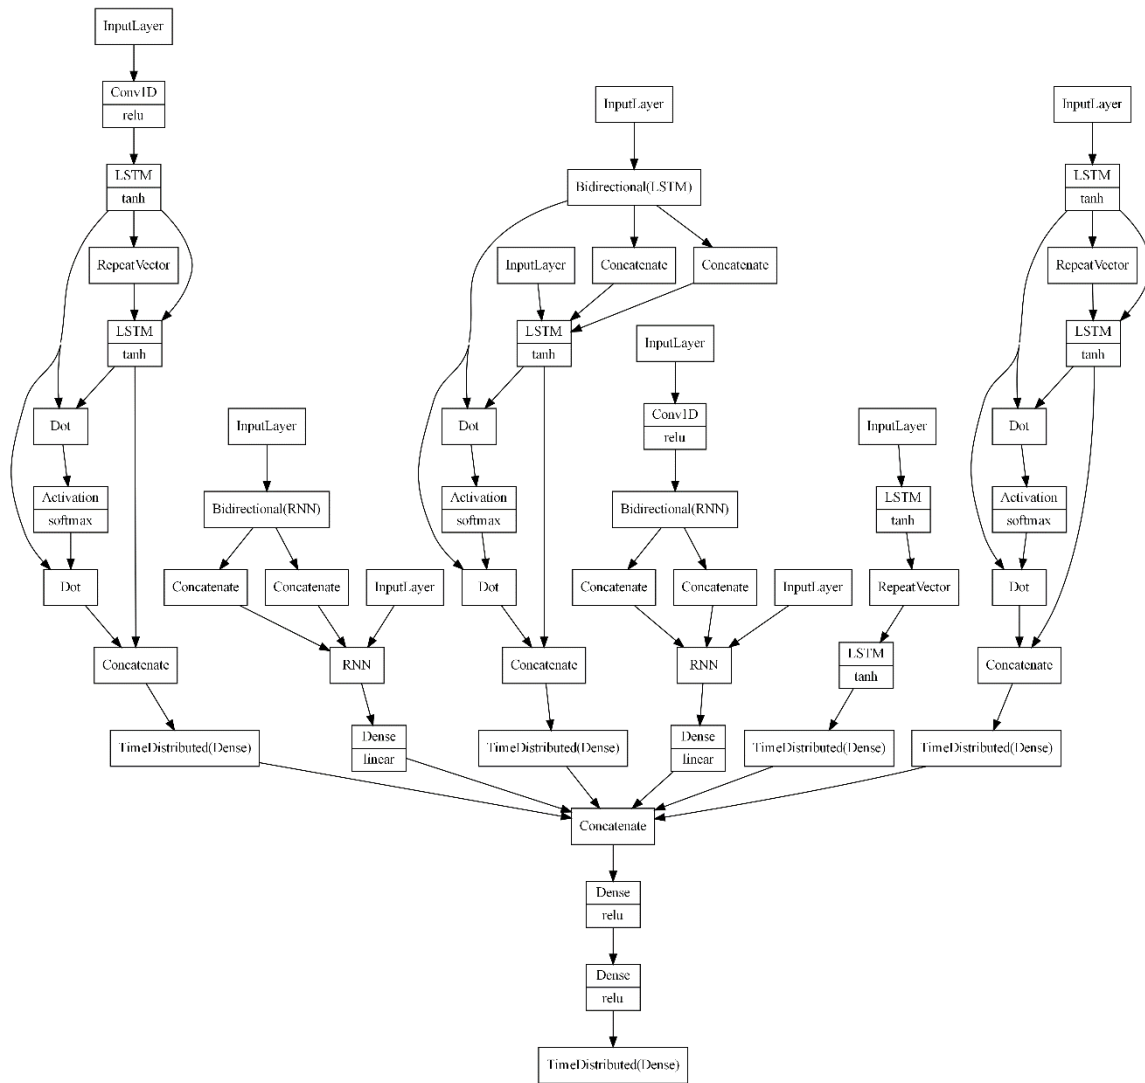 InputLayer
Conv1D
relu
InputLayer
InputLayer
LSTM
tanh
Bidirectional(LSTM)
LSTM
tanh
RepeatVector
InputLayer
Concatenate
Concatenate
RepeatVector
LSTM
tanh
LSTM
tanh
InputLayer
LSTM
tanh
Dot
InputLayer
Dot
Conv1D
relu
InputLayer
Dot
Activation
softmax
Bidirectional(RNN)
Activation
softmax
Bidirectional(RNN)
LSTM
tanh
Activation
softmax
Dot
Concatenate
Concatenate
InputLayer
Dot
Concatenate
Concatenate
InputLayer
RepeatVector
Dot
Concatenate
RNN
Concatenate
RNN
LSTM
tanh
Concatenate
TimeDistributed(Dense)
Dense
linear
TimeDistributed(Dense)
Dense
linear
TimeDistributed(Dense)
TimeDistributed(Dense)
Concatenate
Dense
relu
Dense
relu
TimeDistributed(Dense)